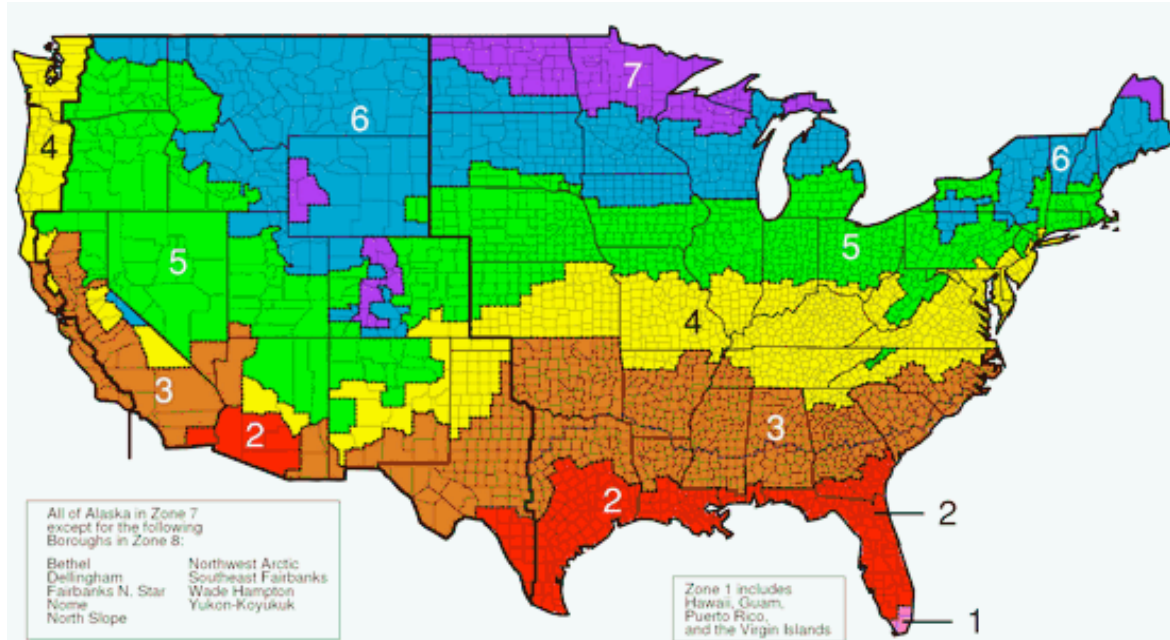 7
6
4
6
5
5
4
3
2
3
2
2
1
All of Alaska in Zone 7
except for the following
Boroughs in Zone 8:
Bethel Northwest Arctic
Dellingham Southeast Fairbanks
Fairbanks N. Star Wade Hampton
Nome Yukon-Koyukuk
North Slope
Zone 1 includes
Hawaii, Guam,
Puerto Rico,
and the Virgin Islands